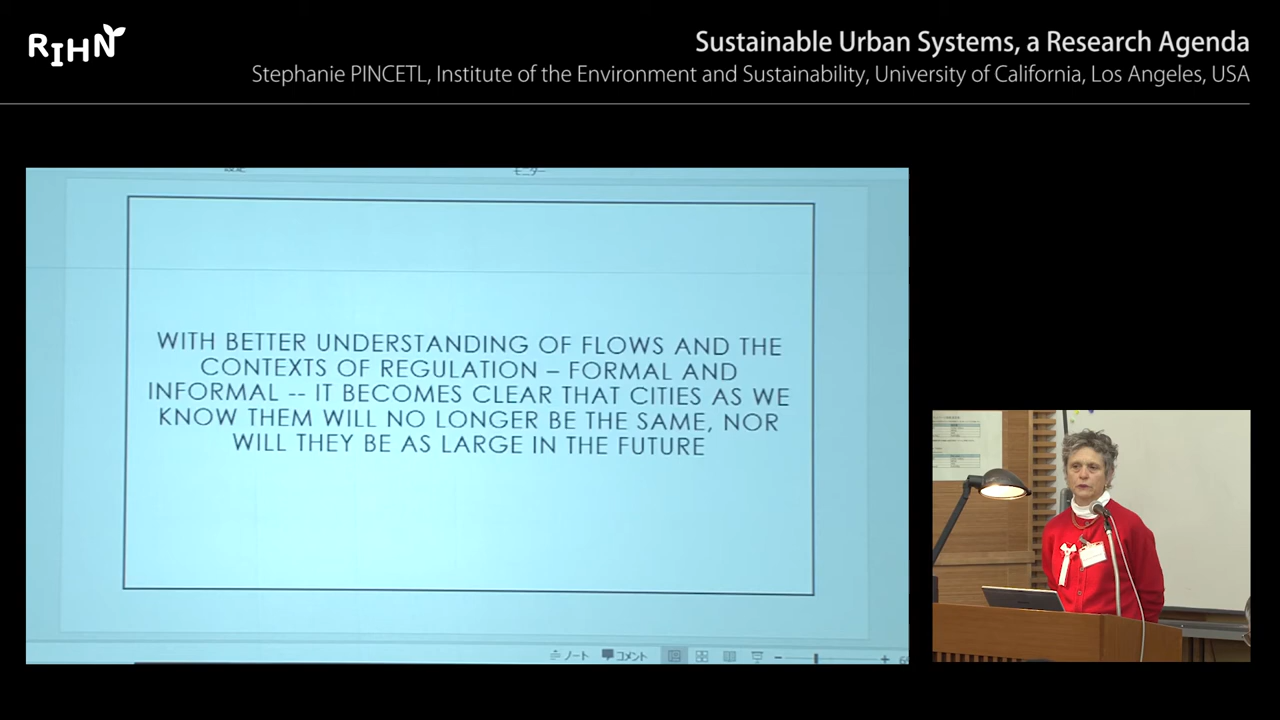 RIHN
Sustainable Urban Systems, a Research Agenda
Stephanie PINCETL, Institute of the Environment and Sustainability, University of California, Los Angeles, USA
WITH BETTER UNDERSTANDING OF FLOWS AND THE
CONTEXTS OF REGULATION – FORMAL AND
INFORMAL -- IT BECOMES CLEAR THAT CITIES AS WE
KNOW THEM WILL NO LONGER BE THE SAME, NOR
WILL THEY BE AS LARGE IN THE FUTURE
ノート コメント